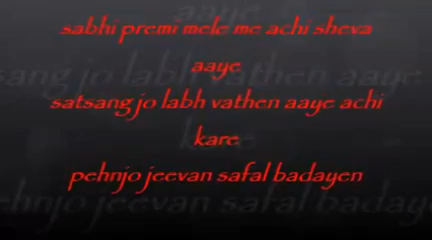 sabhi premi mele me achi sheva
aaye
satsang jo labh vathen aaye achi
kare
pehnjo jeevan safal badayen